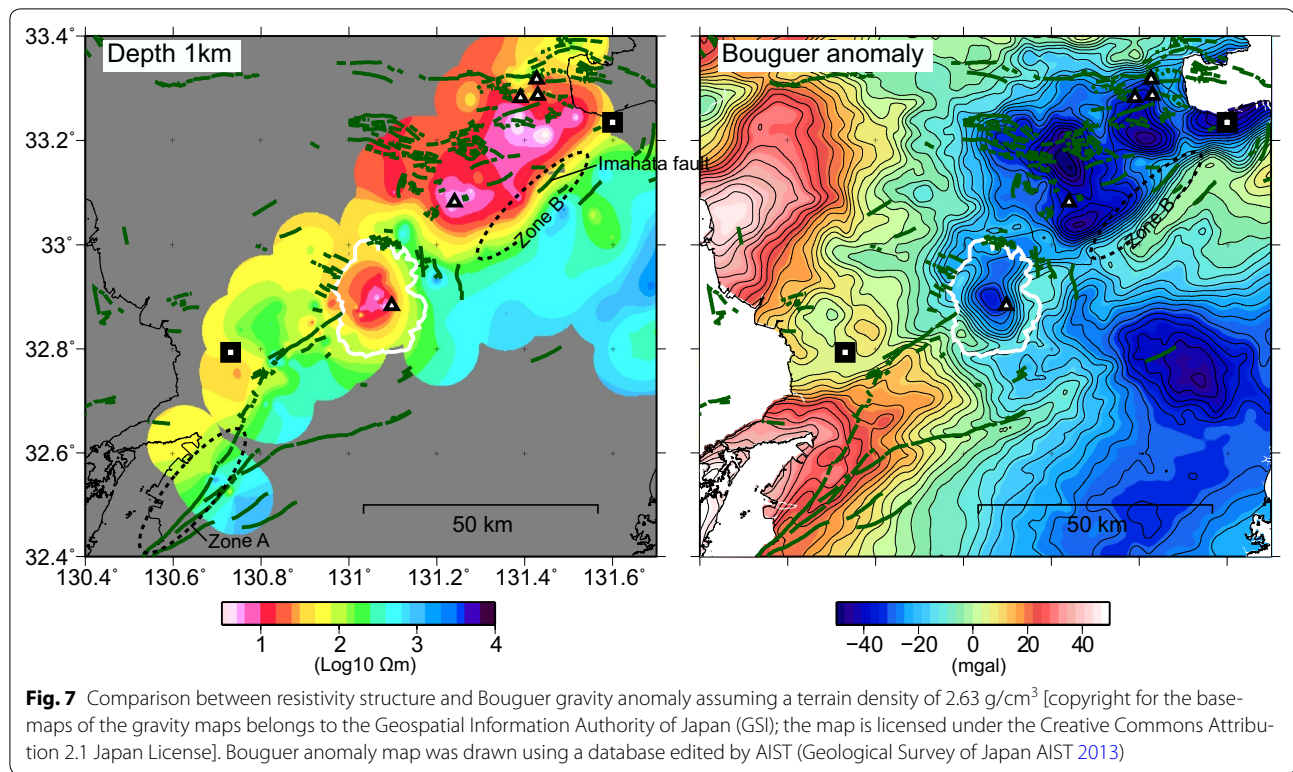 Depth 1km
Bouguer anomaly
33.4˚
33.2˚
33˚
32.8˚
32.6˚
32.4˚
Imahata fault
Zone B
Zone B
Zone A
50 km
50 km
130.4 130.6 130.8 131 131.2 131.4 131.6
1 2 3 4
(Log10 Ωm)
−40 −20 0 20 40
(mgal)
Fig. 7 Comparison between resistivity structure and Bouguer gravity anomaly assuming a terrain density of 2.63 g/cm³ [copyright for the base-
maps of the gravity maps belongs to the Geospatial Information Authority of Japan (GSI); the map is licensed under the Creative Commons Attribu-
tion 2.1 Japan License]. Bouguer anomaly map was drawn using a database edited by AIST (Geological Survey of Japan AIST 2013)